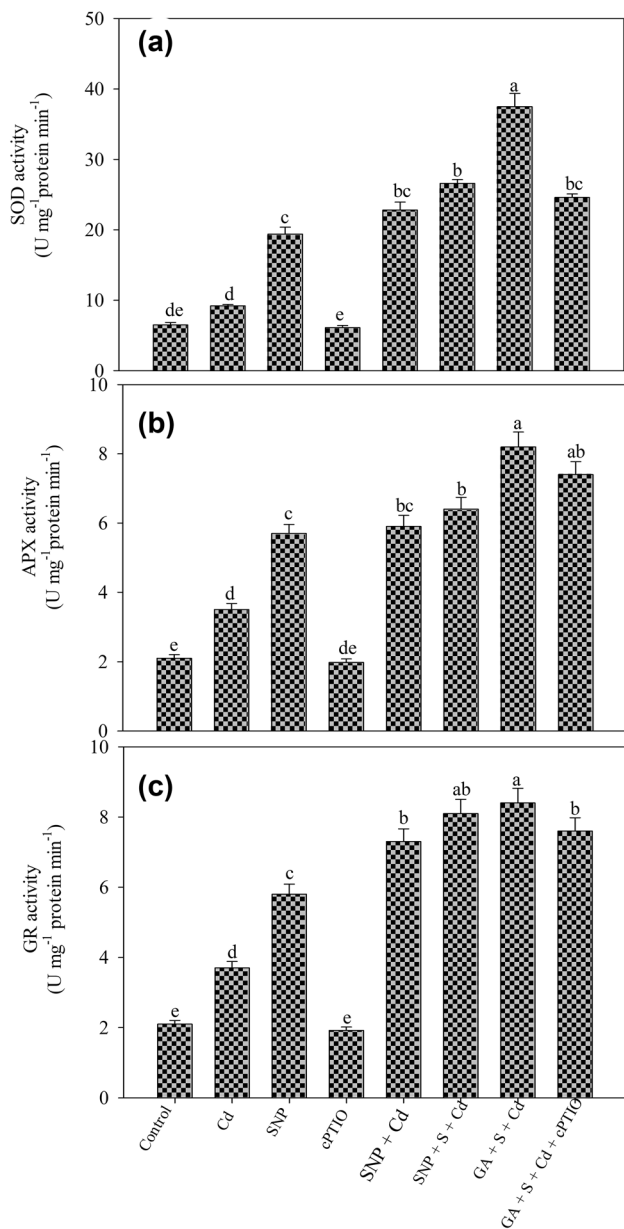 (a)
50
40
30
20
10
0
SOD activity
(U mg⁻¹protein min⁻¹)
de
d
c
e
bc
b
a
bc
(b)
10
8
6
4
2
0
APX activity
(U mg⁻¹protein min⁻¹)
e
d
c
de
bc
b
a
ab
(c)
10
8
6
4
2
0
GR activity
(U mg⁻¹ protein min⁻¹)
e
d
c
e
b
ab
a
b
Control
Cd
SNP
cPTIO
SNP + Cd
SNP + S + Cd
GA + S + Cd
GA + S + Cd + cPTIO